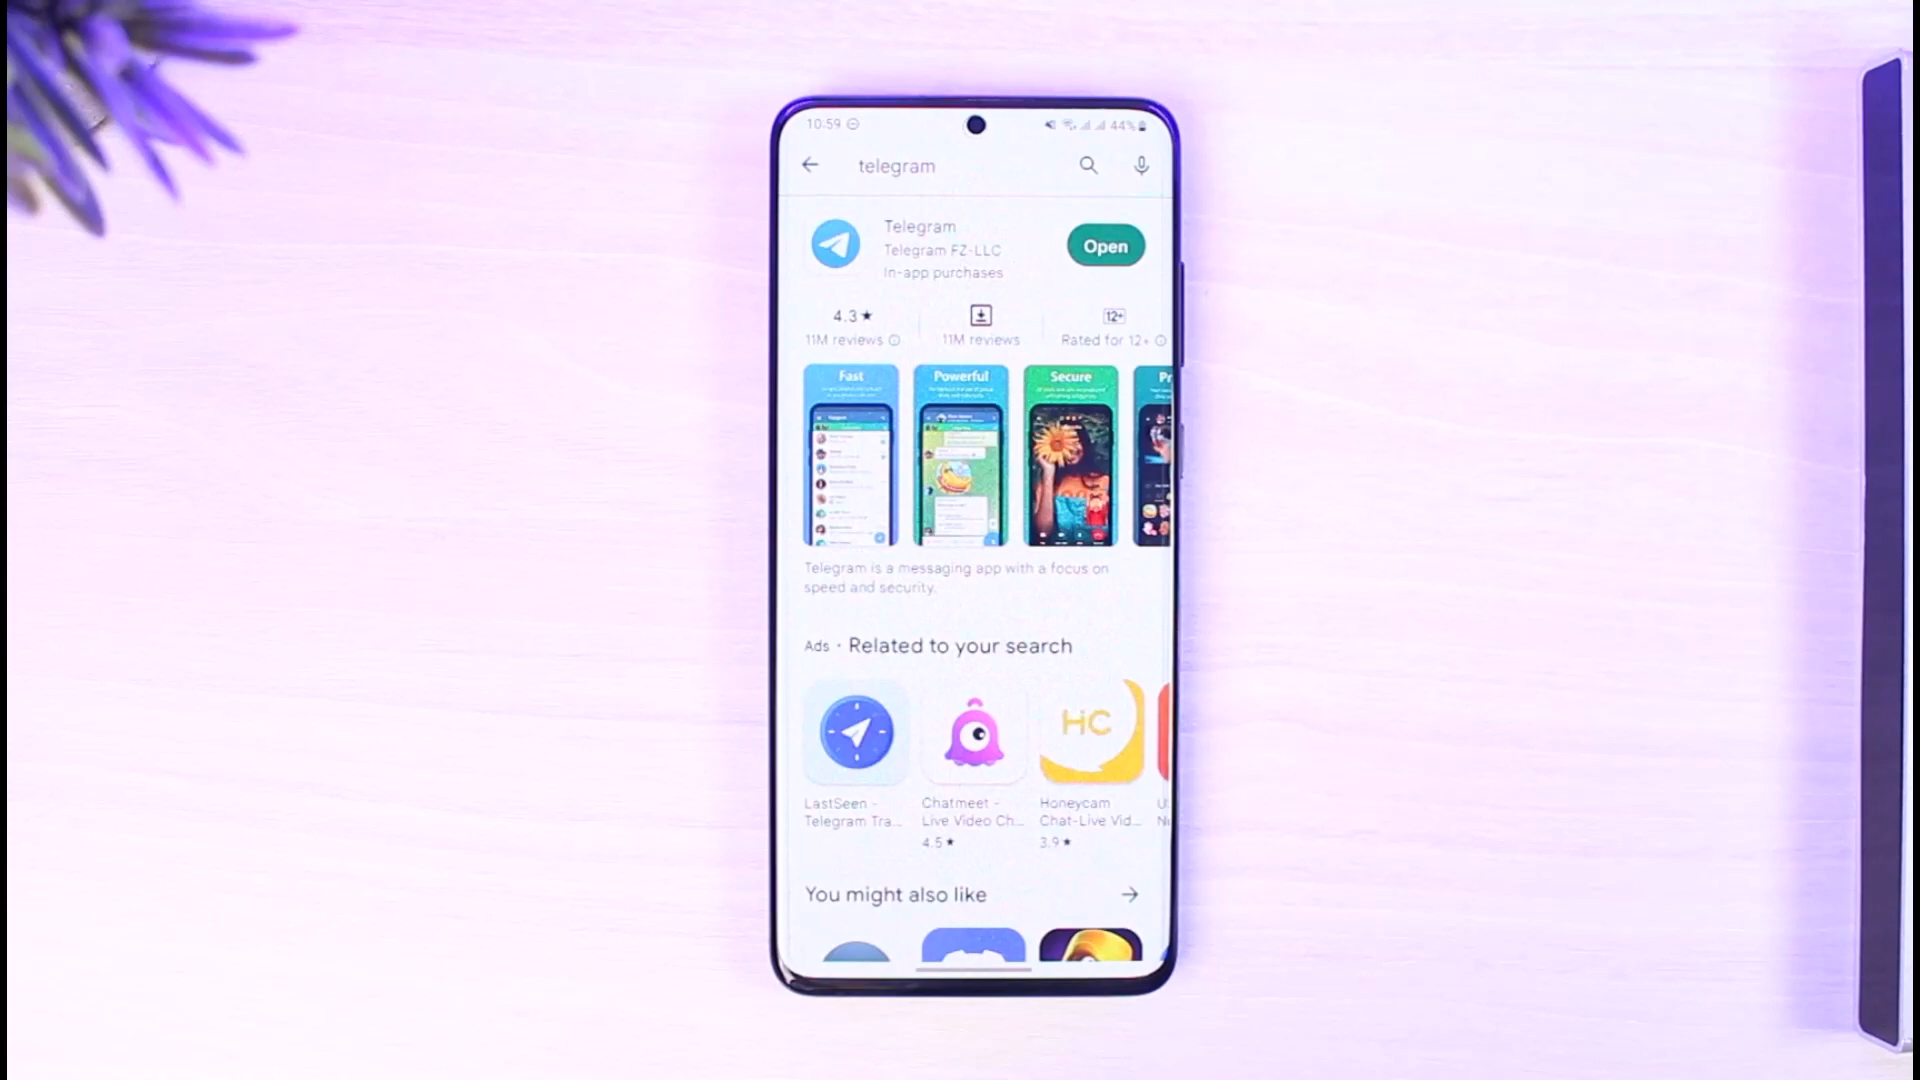 10:59
44%
telegram
Telegram
Telegram FZ-LLC
In-app purchases
Open
4.3★
11M reviews
11M reviews
12+
Rated for 12+
Fast
Powerful
Secure
Pr
Telegram is a messaging app with a focus on
speed and security.
Ads · Related to your search
HC
LastSeen -
Telegram Tra...
Chatmeet -
Live Video Ch...
4.5★
Honeycam
Chat-Live Vid...
3.9★
You might also like